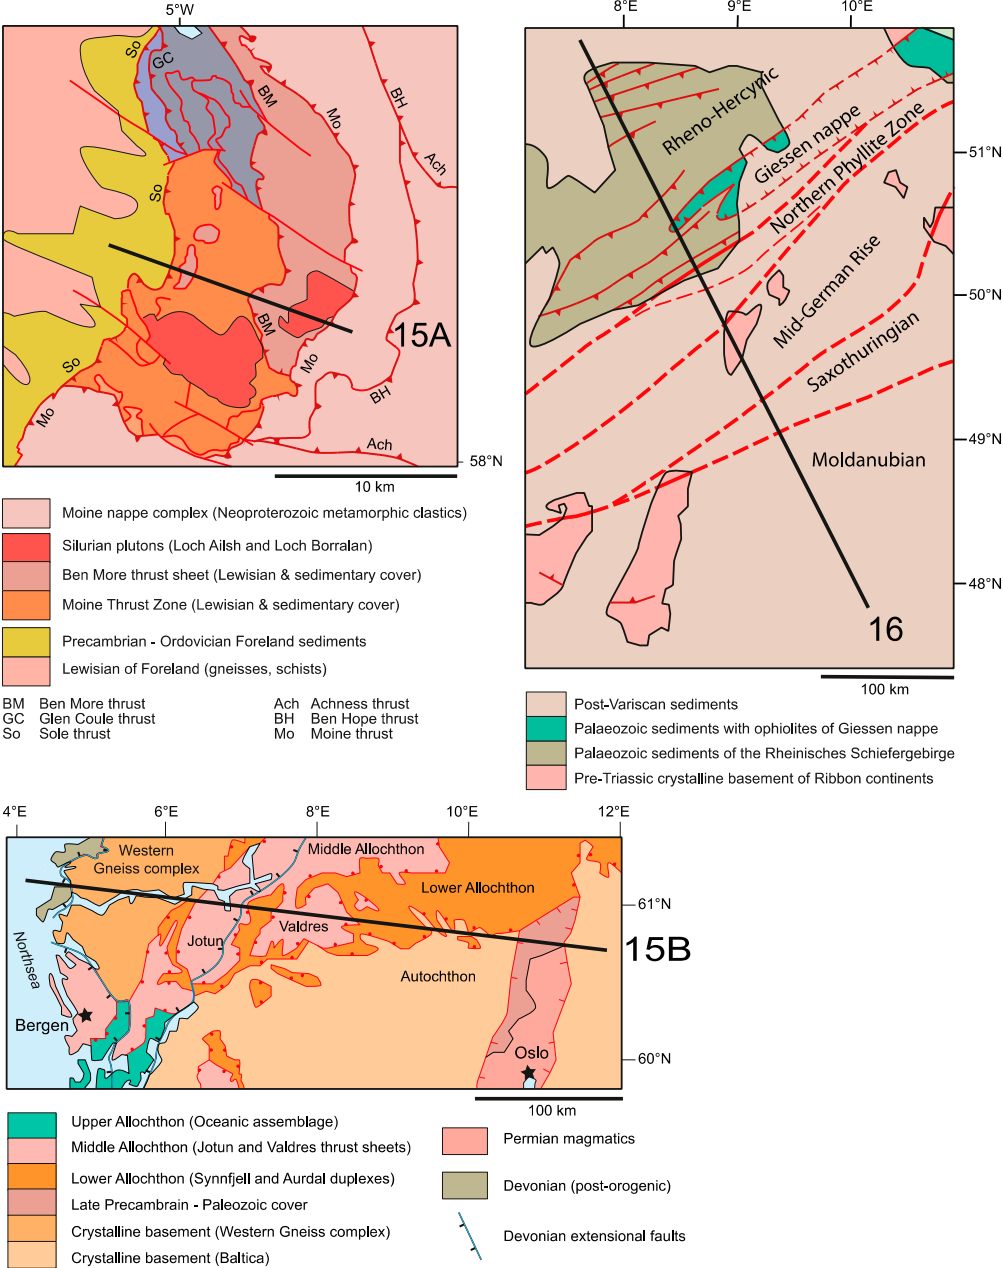 5°W
So
GC
BM
Mo
BH
Ach
So
BM
15A
Mo
So
BH
Mo
Ach
58°N
10 km
Moine nappe complex (Neoproterozoic metamorphic clastics)
Silurian plutons (Loch Ailsh and Loch Borralan)
Ben More thrust sheet (Lewisian & sedimentary cover)
Moine Thrust Zone (Lewisian & sedimentary cover)
Precambrian - Ordovician Foreland sediments
Lewisian of Foreland (gneisses, schists)
BM Ben More thrust
GC Glen Coule thrust
So Sole thrust
Ach Achness thrust
BH Ben Hope thrust
Mo Moine thrust
8°E 9°E 10°E
Rheno-Hercynic
Giessen nappe
Northern Phyllite Zone
51°N
Mid-German Rise
50°N
Saxothuringian
49°N
Moldanubian
48°N
16
100 km
Post-Variscan sediments
Palaeozoic sediments with ophiolites of Giessen nappe
Palaeozoic sediments of the Rheinisches Schiefergebirge
Pre-Triassic crystalline basement of Ribbon continents
4°E 6°E 8°E 10°E 12°E
Western
Gneiss complex
Middle Allochthon
Lower Allochthon
61°N
Valdres
Jotun
15B
Northsea
Autochthon
Bergen
Oslo
60°N
100 km
Upper Allochthon (Oceanic assemblage)
Middle Allochthon (Jotun and Valdres thrust sheets)
Lower Allochthon (Synnfjell and Aurdal duplexes)
Late Precambrain - Paleozoic cover
Crystalline basement (Western Gneiss complex)
Crystalline basement (Baltica)
Permian magmatics
Devonian (post-orogenic)
Devonian extensional faults